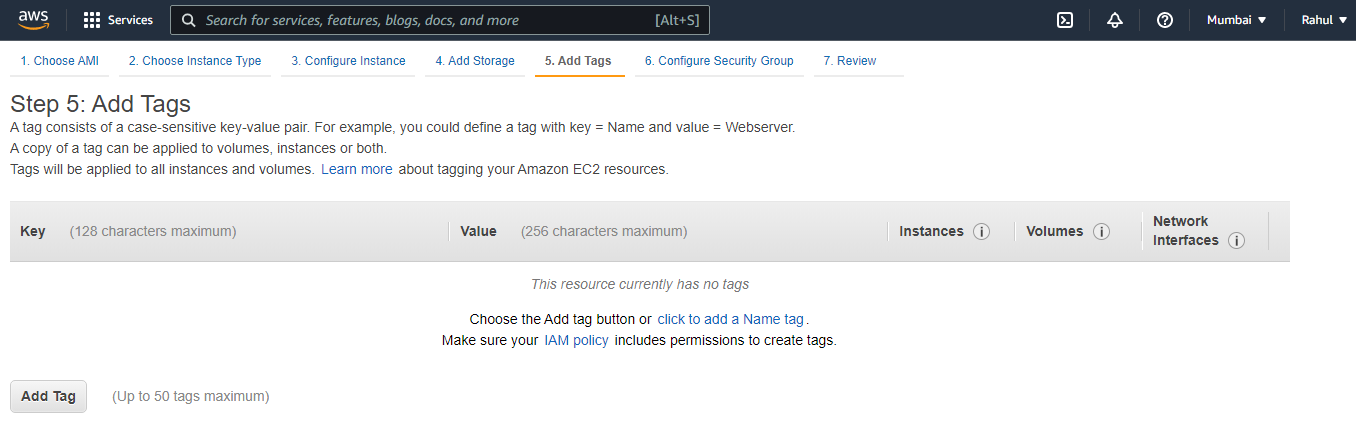 aws Services Search for services, features, blogs, docs, and more [Alt+S] Mumbai Rahul
1. Choose AMI 2. Choose Instance Type 3. Configure Instance 4. Add Storage 5. Add Tags 6. Configure Security Group 7. Review
Step 5: Add Tags
A tag consists of a case-sensitive key-value pair. For example, you could define a tag with key = Name and value = Webserver.
A copy of a tag can be applied to volumes, instances or both.
Tags will be applied to all instances and volumes. Learn more about tagging your Amazon EC2 resources.
Key (128 characters maximum) Value (256 characters maximum) Instances Volumes Network Interfaces
This resource currently has no tags
Choose the Add tag button or click to add a Name tag.
Make sure your IAM policy includes permissions to create tags.
Add Tag (Up to 50 tags maximum)